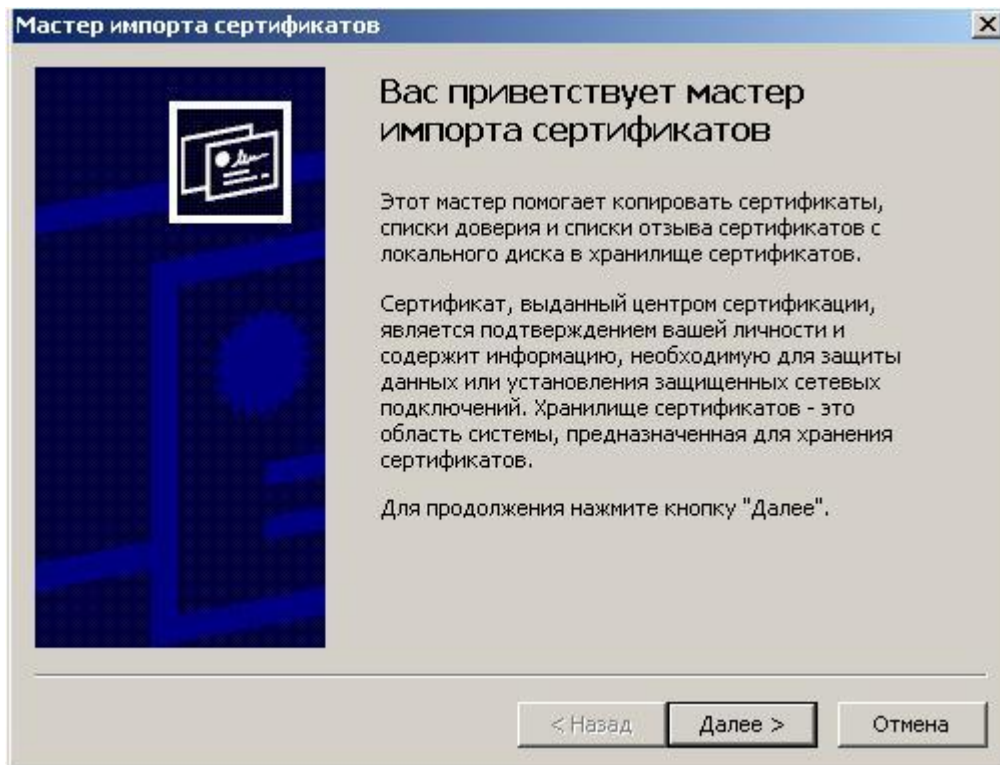 Мастер импорта сертификатов
Вас приветствует мастер
импорта сертификатов
Этот мастер помогает копировать сертификаты,
списки доверия и списки отзыва сертификатов с
локального диска в хранилище сертификатов.
Сертификат, выданный центром сертификации,
является подтверждением вашей личности и
содержит информацию, необходимую для защиты
данных или установления защищенных сетевых
подключений. Хранилище сертификатов - это
область системы, предназначенная для хранения
сертификатов.
Для продолжения нажмите кнопку "Далее".
< Назад Далее > Отмена